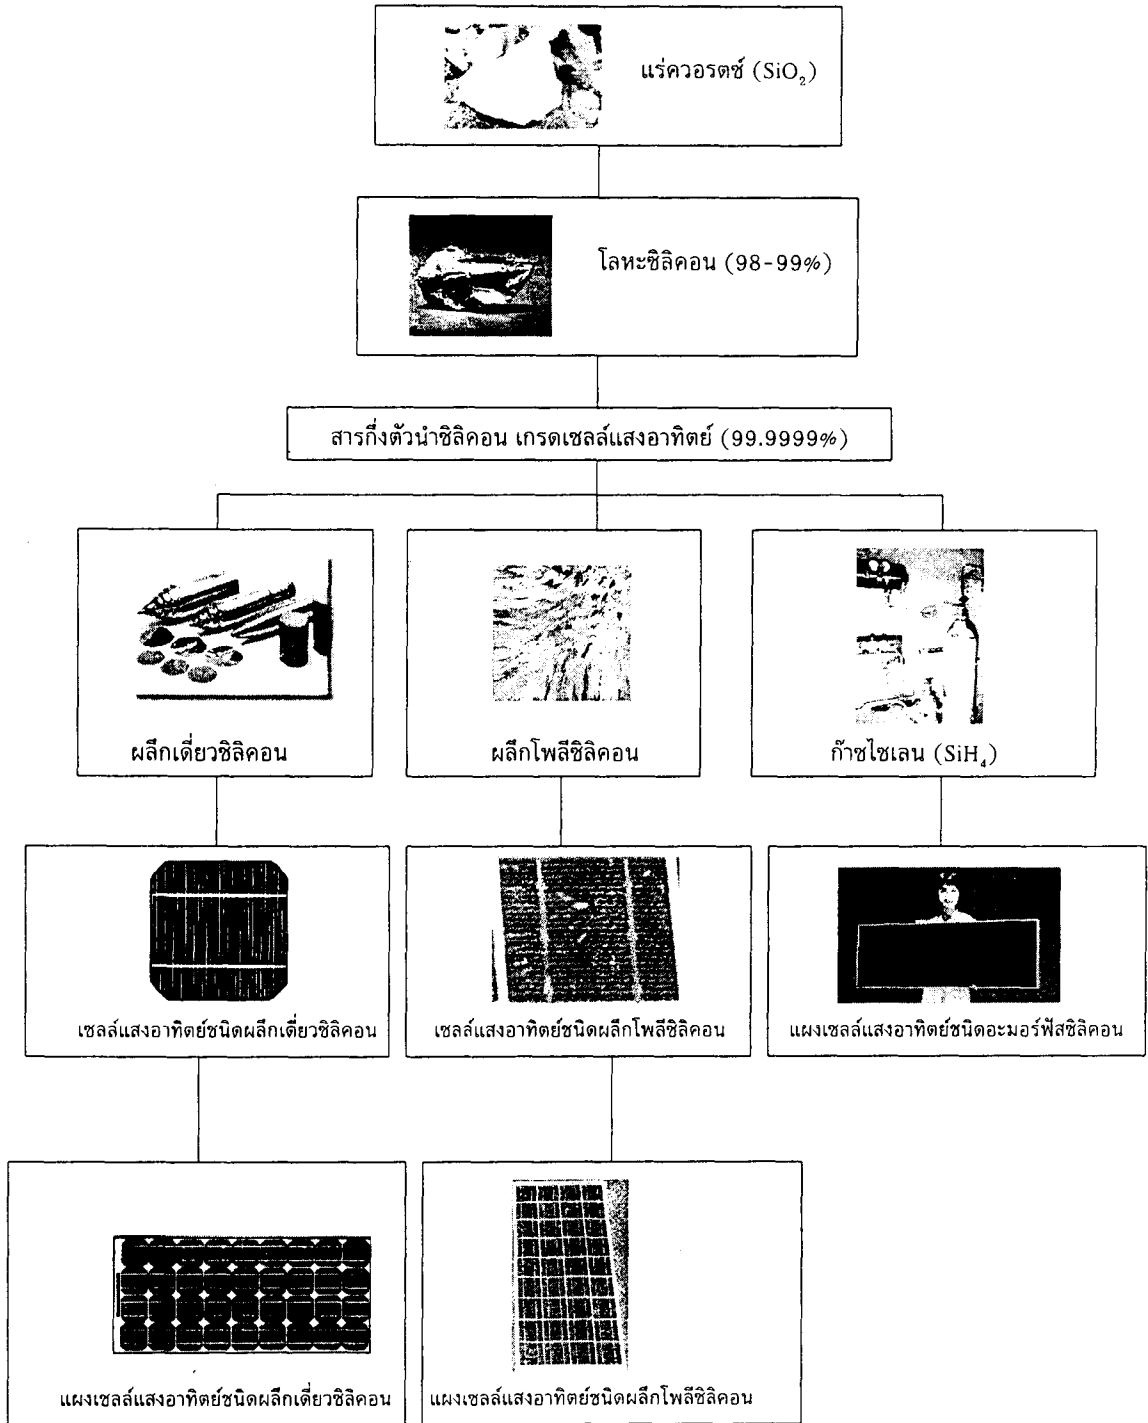 แร่ควอรตซ์ (SiO₂)
โลหะซิลิคอน (98-99%)
สารกึ่งตัวนำซิลิคอน เกรดเซลล์แสงอาทิตย์ (99.9999%)
ผลึกเดี่ยวซิลิคอน
ผลึกโพลีซิลิคอน
ก๊าซไซเลน (SiH₄)
เซลล์แสงอาทิตย์ชนิดผลึกเดี่ยวซิลิคอน
เซลล์แสงอาทิตย์ชนิดผลึกโพลีซิลิคอน
แผงเซลล์แสงอาทิตย์ชนิดอะมอร์ฟัสซิลิคอน
แผงเซลล์แสงอาทิตย์ชนิดผลึกเดี่ยวซิลิคอน
แผงเซลล์แสงอาทิตย์ชนิดผลึกโพลีซิลิคอน